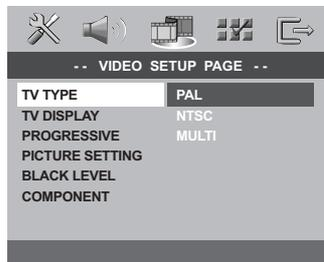 -- VIDEO SETUP PAGE --
TV TYPE PAL
TV DISPLAY NTSC
PROGRESSIVE MULTI
PICTURE SETTING
BLACK LEVEL
COMPONENT